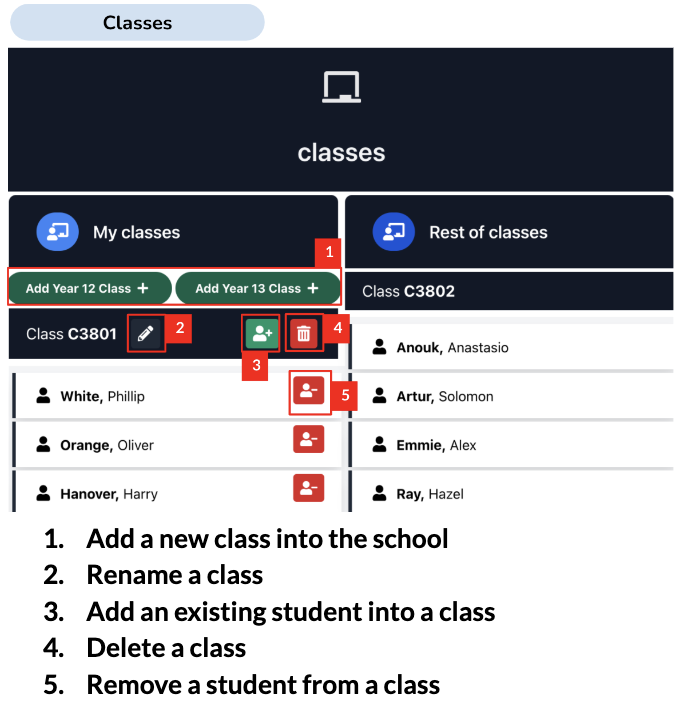 Classes
classes
My classes
Rest of classes
1
Add Year 12 Class +
Add Year 13 Class +
Class C3802
Class C3801
2
4
3
Anouk, Anastasio
White, Phillip
5
Artur, Solomon
Orange, Oliver
Emmie, Alex
Hanover, Harry
Ray, Hazel
1. Add a new class into the school
2. Rename a class
3. Add an existing student into a class
4. Delete a class
5. Remove a student from a class